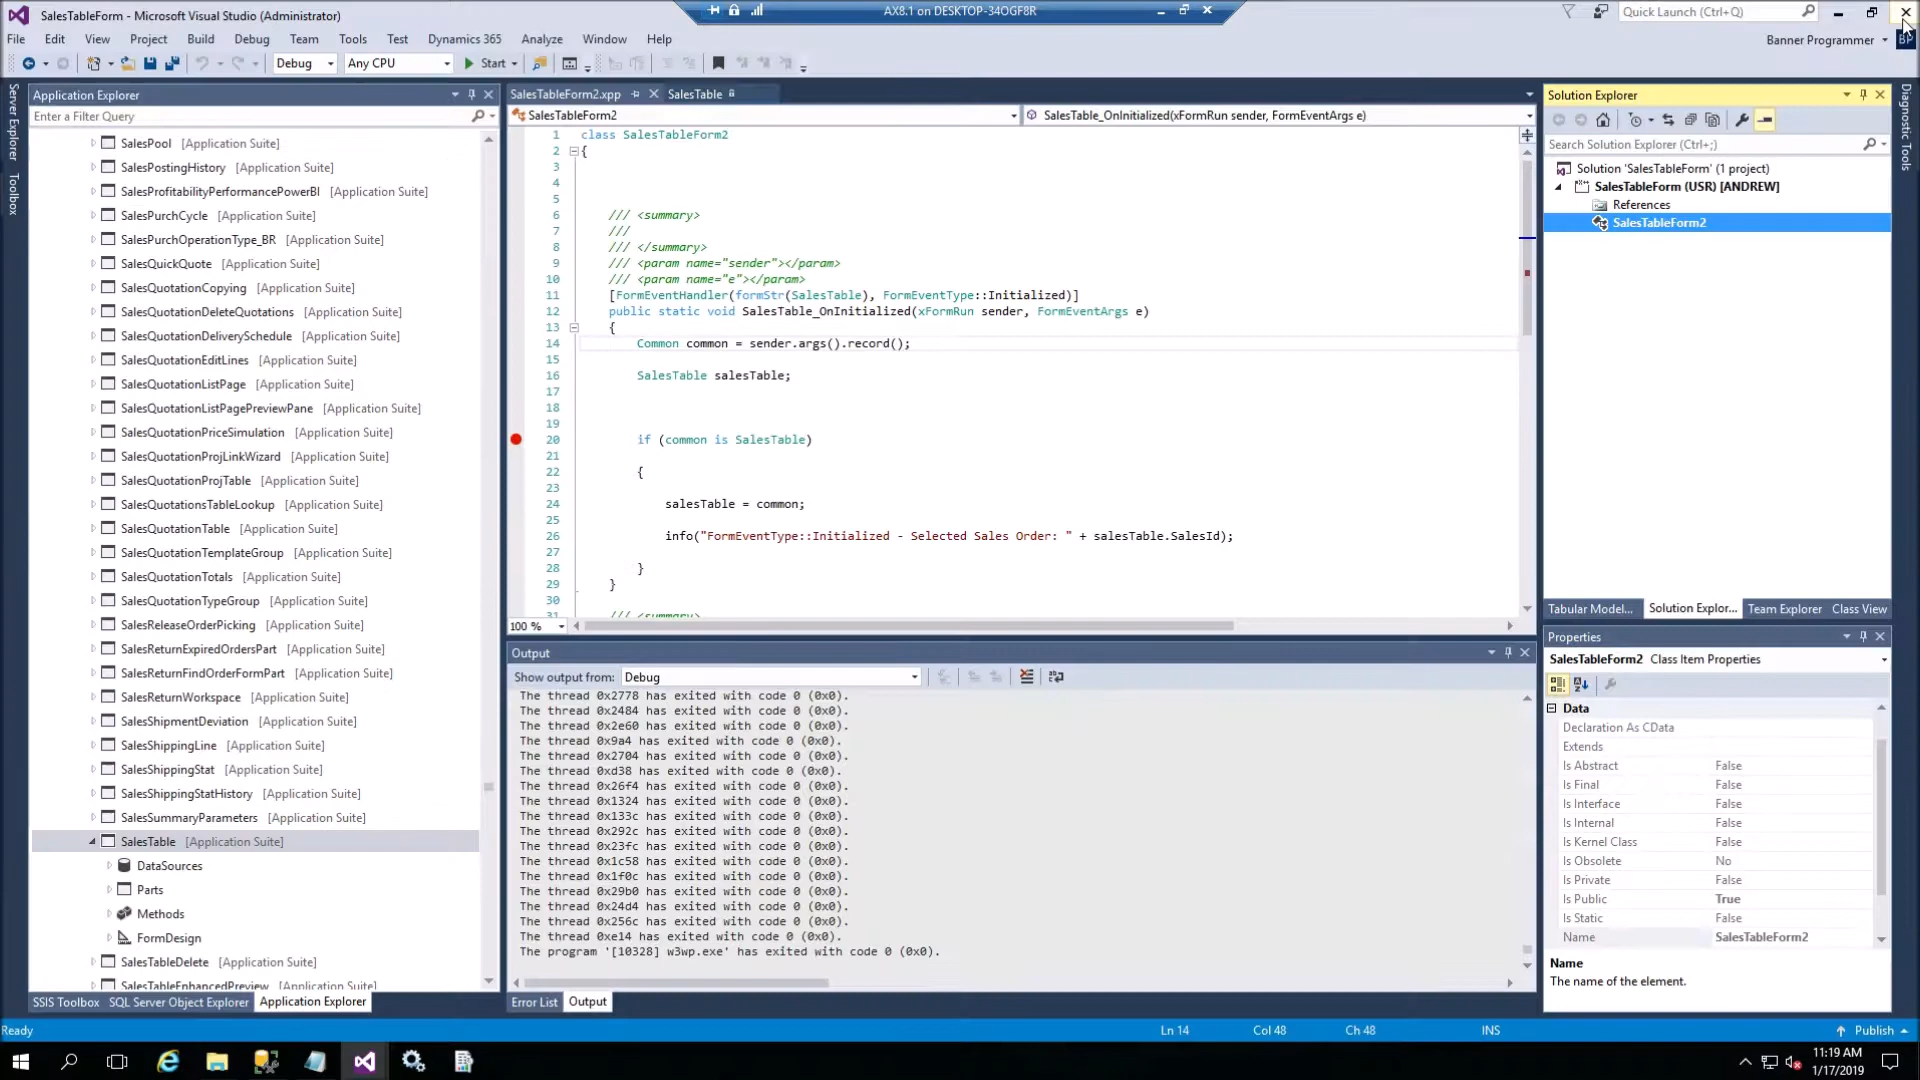 SalesTableForm - Microsoft Visual Studio (Administrator)
AX8.1 on DESKTOP-34OGF8R
Quick Launch (Ctrl+Q)
File Edit View Project Build Debug Team Tools Test Dynamics 365 Analyze Window Help
Banner Programmer
BP
Debug Any CPU Start
Server Explorer
Toolbox
Application Explorer
Enter a Filter Query
SalesPool [Application Suite]
SalesPostingHistory [Application Suite]
SalesProfitabilityPerformancePowerBI [Application Suite]
SalesPurchCycle [Application Suite]
SalesPurchOperationType_BR [Application Suite]
SalesQuickQuote [Application Suite]
SalesQuotationCopying [Application Suite]
SalesQuotationDeleteQuotations [Application Suite]
SalesQuotationDeliverySchedule [Application Suite]
SalesQuotationEditLines [Application Suite]
SalesQuotationListPage [Application Suite]
SalesQuotationListPagePreviewPane [Application Suite]
SalesQuotationPriceSimulation [Application Suite]
SalesQuotationProjLinkWizard [Application Suite]
SalesQuotationProjTable [Application Suite]
SalesQuotationsTableLookup [Application Suite]
SalesQuotationTable [Application Suite]
SalesQuotationTemplateGroup [Application Suite]
SalesQuotationTotals [Application Suite]
SalesQuotationTypeGroup [Application Suite]
SalesReleaseOrderPicking [Application Suite]
SalesReturnExpiredOrdersPart [Application Suite]
SalesReturnFindOrderFormPart [Application Suite]
SalesReturnWorkspace [Application Suite]
SalesShipmentDeviation [Application Suite]
SalesShippingLine [Application Suite]
SalesShippingStat [Application Suite]
SalesShippingStatHistory [Application Suite]
SalesSummaryParameters [Application Suite]
SalesTable [Application Suite]
DataSources
Parts
Methods
FormDesign
SalesTableDelete [Application Suite]
SalesTableEnhancedPreview [Application Suite]
SSIS Toolbox SQL Server Object Explorer Application Explorer
SalesTableForm2.xpp SalesTable
SalesTableForm2 SalesTable_OnInitialized(xFormRun sender, FormEventArgs e)
1 class SalesTableForm2
2 {
3
4
5
6 /// <summary>
7 ///
8 /// </summary>
9 /// <param name="sender"></param>
10 /// <param name="e"></param>
11 [FormEventHandler(formStr(SalesTable), FormEventType::Initialized)]
12 public static void SalesTable_OnInitialized(xFormRun sender, FormEventArgs e)
13 {
14 Common common = sender.args().record();
15
16 SalesTable salesTable;
17
18
19
20 if (common is SalesTable)
21
22 {
23
24 salesTable = common;
25
26 info("FormEventType::Initialized - Selected Sales Order: " + salesTable.SalesId);
27
28 }
29 }
30
31 /// <summary>
100 %
Output
Show output from: Debug
The thread 0x2778 has exited with code 0 (0x0).
The thread 0x2484 has exited with code 0 (0x0).
The thread 0x2e60 has exited with code 0 (0x0).
The thread 0x9a4 has exited with code 0 (0x0).
The thread 0x2704 has exited with code 0 (0x0).
The thread 0xd38 has exited with code 0 (0x0).
The thread 0x26f4 has exited with code 0 (0x0).
The thread 0x1324 has exited with code 0 (0x0).
The thread 0x133c has exited with code 0 (0x0).
The thread 0x292c has exited with code 0 (0x0).
The thread 0x23fc has exited with code 0 (0x0).
The thread 0x1c58 has exited with code 0 (0x0).
The thread 0x1f0c has exited with code 0 (0x0).
The thread 0x29b0 has exited with code 0 (0x0).
The thread 0x24d4 has exited with code 0 (0x0).
The thread 0x256c has exited with code 0 (0x0).
The thread 0xe14 has exited with code 0 (0x0).
The program '[10328] w3wp.exe' has exited with code 0 (0x0).
Error List Output
Solution Explorer
Search Solution Explorer (Ctrl+;)
Solution 'SalesTableForm' (1 project)
SalesTableForm (USR) [ANDREW]
References
SalesTableForm2
Tabular Model... Solution Explor... Team Explorer Class View
Properties
SalesTableForm2 Class Item Properties
Data
Declaration As CData
Extends
Is Abstract False
Is Final False
Is Interface False
Is Internal False
Is Kernel Class False
Is Obsolete No
Is Private False
Is Public True
Is Static False
Name SalesTableForm2
Name
The name of the element.
Diagnostic Tools
Ready Ln 14 Col 48 Ch 48 INS Publish
11:19 AM
1/17/2019